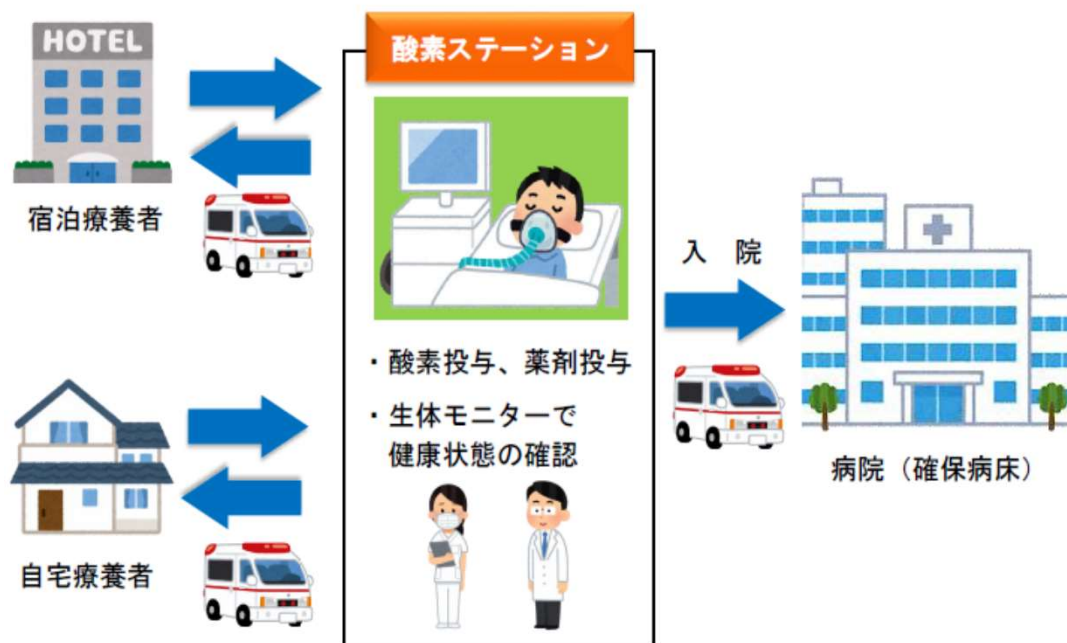 HOTEL
宿泊療養者
自宅療養者
酸素ステーション
・酸素投与、薬剤投与
・生体モニターで
健康状態の確認
入 院
病院（確保病床）